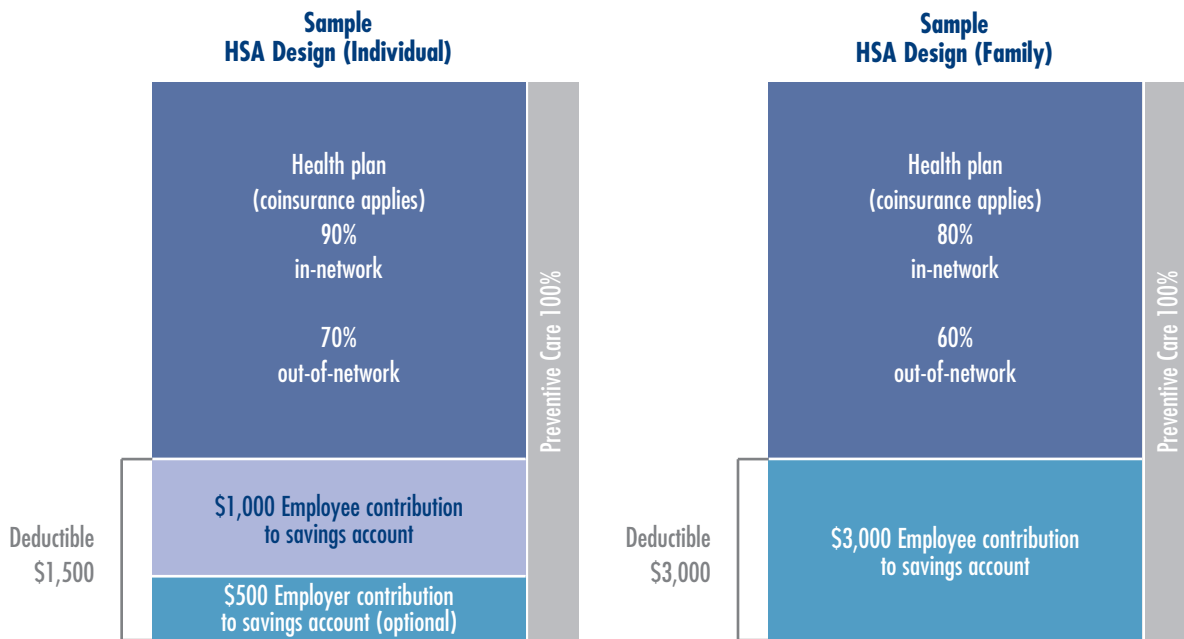 Sample
HSA Design (Individual)
Health plan
(coinsurance applies)
90%
in-network
70%
out-of-network
Preventive Care 100%
Deductible
$1,500
$1,000 Employee contribution
to savings account
$500 Employer contribution
to savings account (optional)
Sample
HSA Design (Family)
Health plan
(coinsurance applies)
80%
in-network
60%
out-of-network
Preventive Care 100%
Deductible
$3,000
$3,000 Employee contribution
to savings account